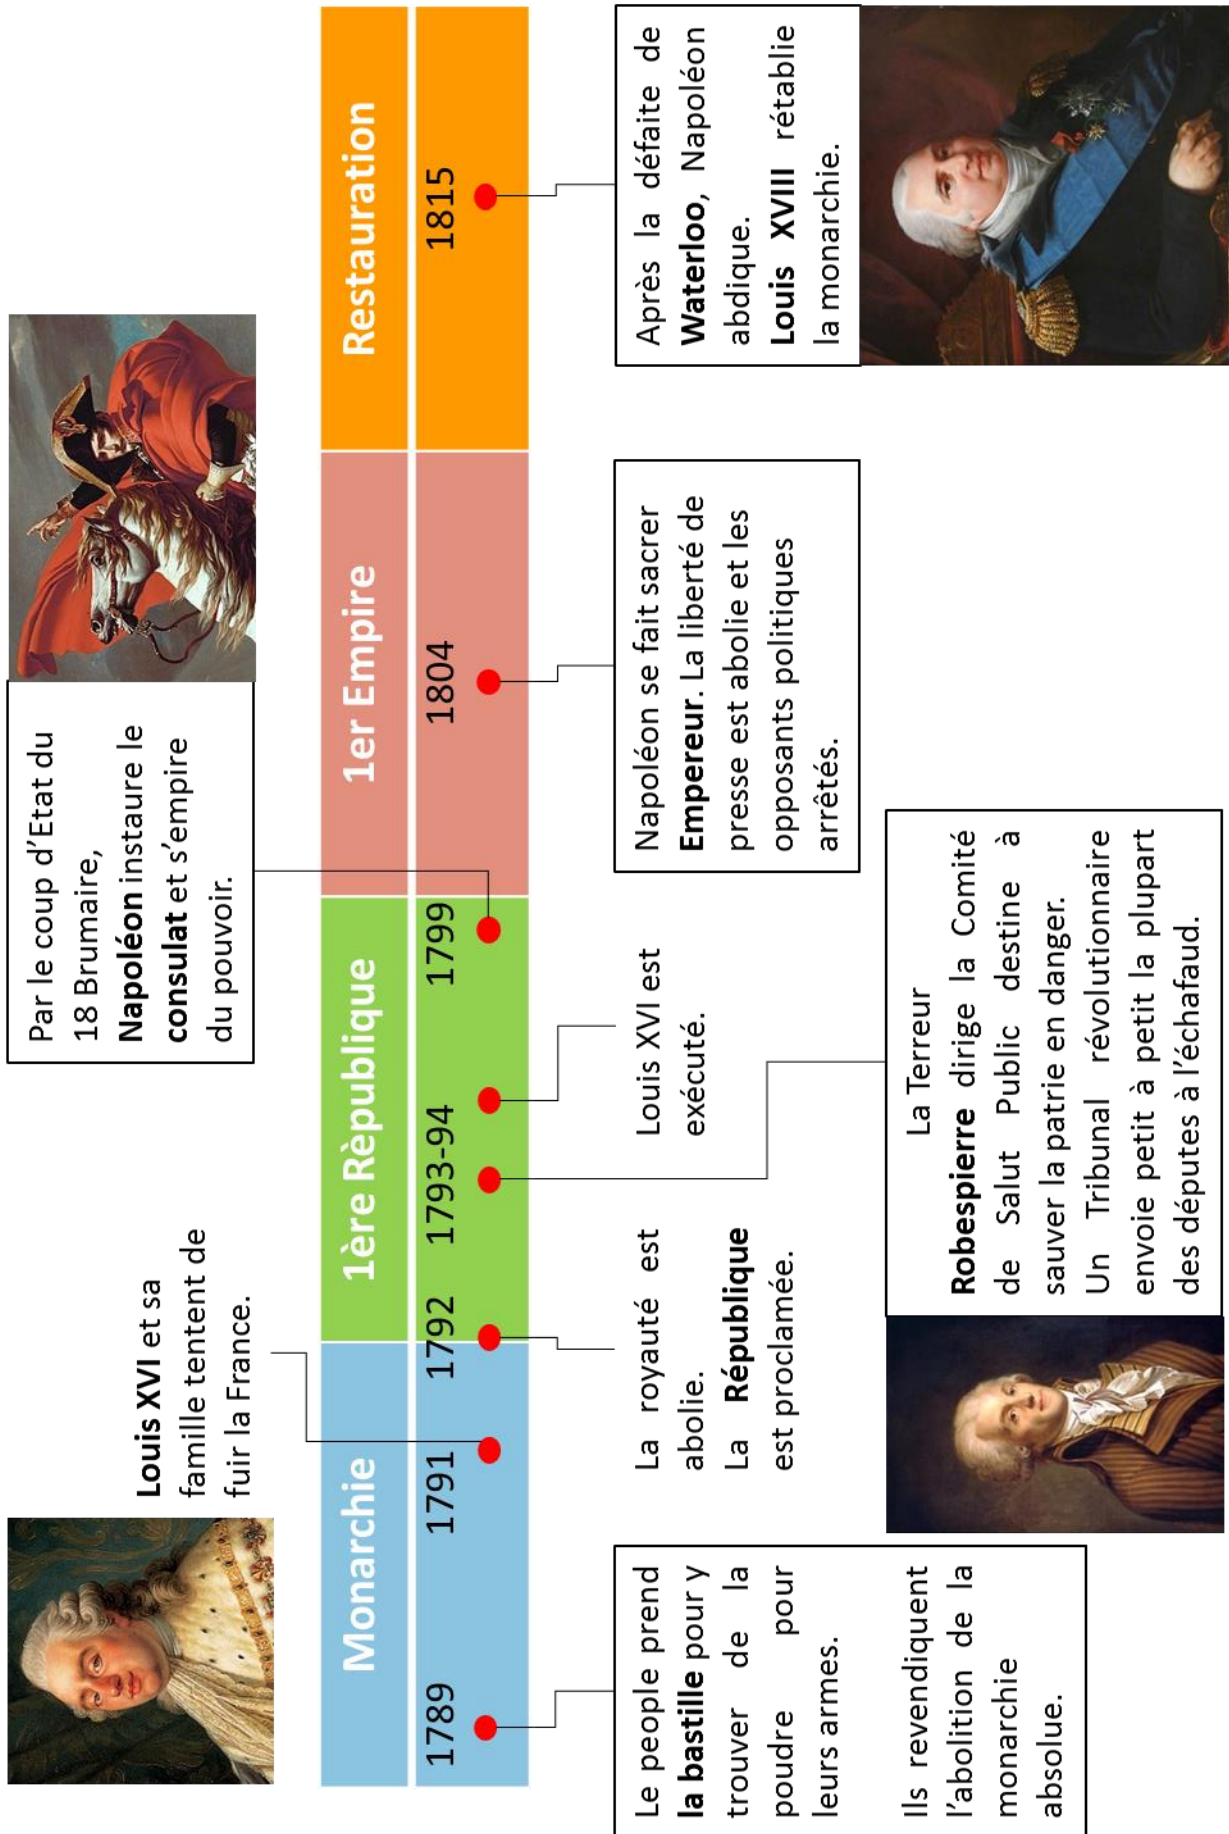 Par le coup d'Etat du
18 Brumaire,
Napoléon instaure le
consulat et s'empire
du pouvoir.
Louis XVI et sa
famille tentent de
fuir la France.
Monarchie
1ère Rèpublique
1er Empire
Restauration
1789
1791
1792
1793-94
1799
1804
1815
Le people prend
la bastille pour y
trouver de la
poudre pour
leurs armes.
Ils revendiquent
l'abolition de la
monarchie
absolue.
La royauté est
abolie.
La République
est proclamée.
Louis XVI est
exécuté.
La Terreur
Robespierre dirige la Comité
de Salut Public destine à
sauver la patrie en danger.
Un Tribunal révolutionnaire
envoie petit à petit la plupart
des députes à l'échafaud.
Napoléon se fait sacrer
Empereur. La liberté de
presse est abolie et les
opposants politiques
arrêtés.
Après la défaite de
Waterloo, Napoléon
abdique.
Louis XVIII rétablie
la monarchie.